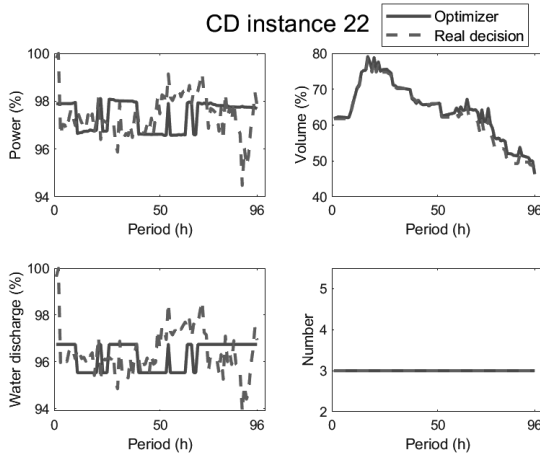 CD instance 22
Optimizer
Real decision
Power (%)
100
98
96
94
0
50
96
Period (h)
Volume (%)
80
70
60
50
40
0
50
96
Period (h)
Water discharge (%)
100
98
96
94
0
50
96
Period (h)
Number
5
4
3
2
0
50
96
Period (h)